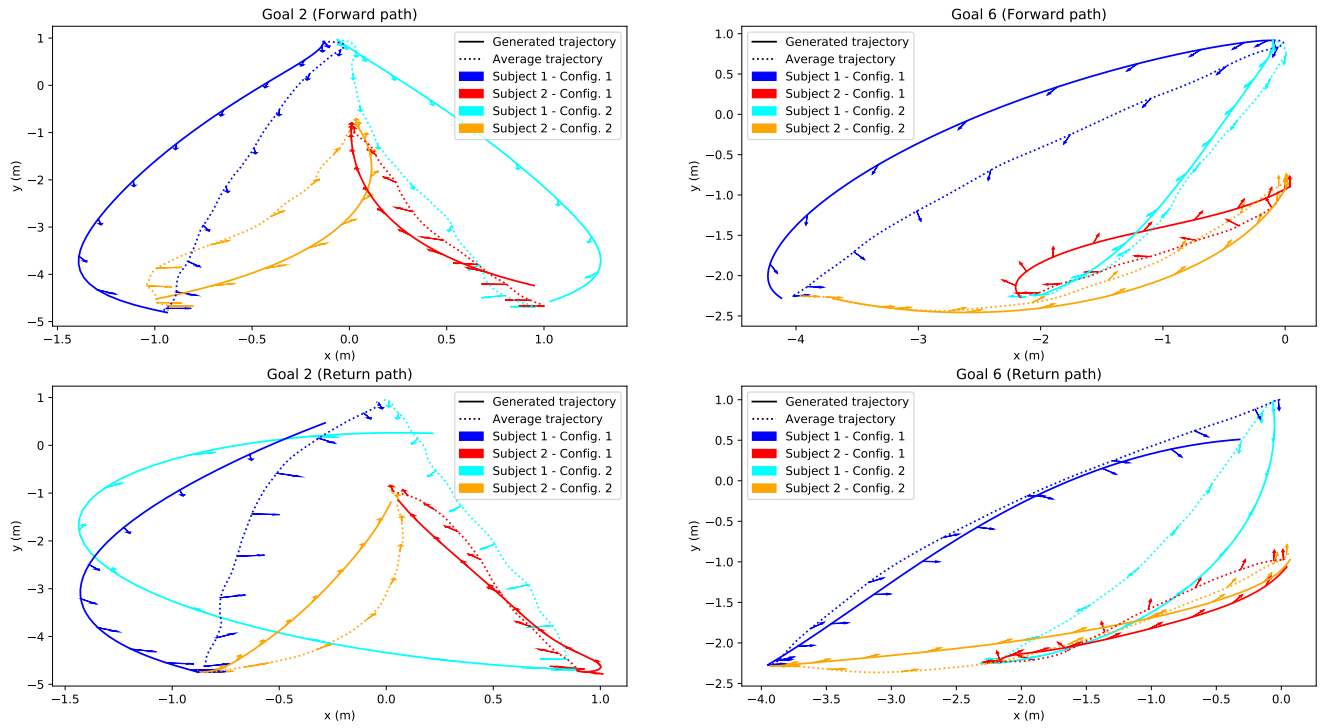 Goal 2 (Forward path)
1
0
−1
−2
−3
−4
−5
y (m)
−1.5
−1.0
−0.5
0.0
0.5
1.0
x (m)
Generated trajectory
Average trajectory
Subject 1 - Config. 1
Subject 2 - Config. 1
Subject 1 - Config. 2
Subject 2 - Config. 2
Goal 6 (Forward path)
1.0
0.5
0.0
−0.5
−1.0
−1.5
−2.0
−2.5
y (m)
−4
−3
−2
−1
0
x (m)
Generated trajectory
Average trajectory
Subject 1 - Config. 1
Subject 2 - Config. 1
Subject 1 - Config. 2
Subject 2 - Config. 2
Goal 2 (Return path)
1
0
−1
−2
−3
−4
−5
y (m)
−1.5
−1.0
−0.5
0.0
0.5
1.0
x (m)
Generated trajectory
Average trajectory
Subject 1 - Config. 1
Subject 2 - Config. 1
Subject 1 - Config. 2
Subject 2 - Config. 2
Goal 6 (Return path)
1.0
0.5
0.0
−0.5
−1.0
−1.5
−2.0
−2.5
y (m)
−4.0
−3.5
−3.0
−2.5
−2.0
−1.5
−1.0
−0.5
0.0
x (m)
Generated trajectory
Average trajectory
Subject 1 - Config. 1
Subject 2 - Config. 1
Subject 1 - Config. 2
Subject 2 - Config. 2